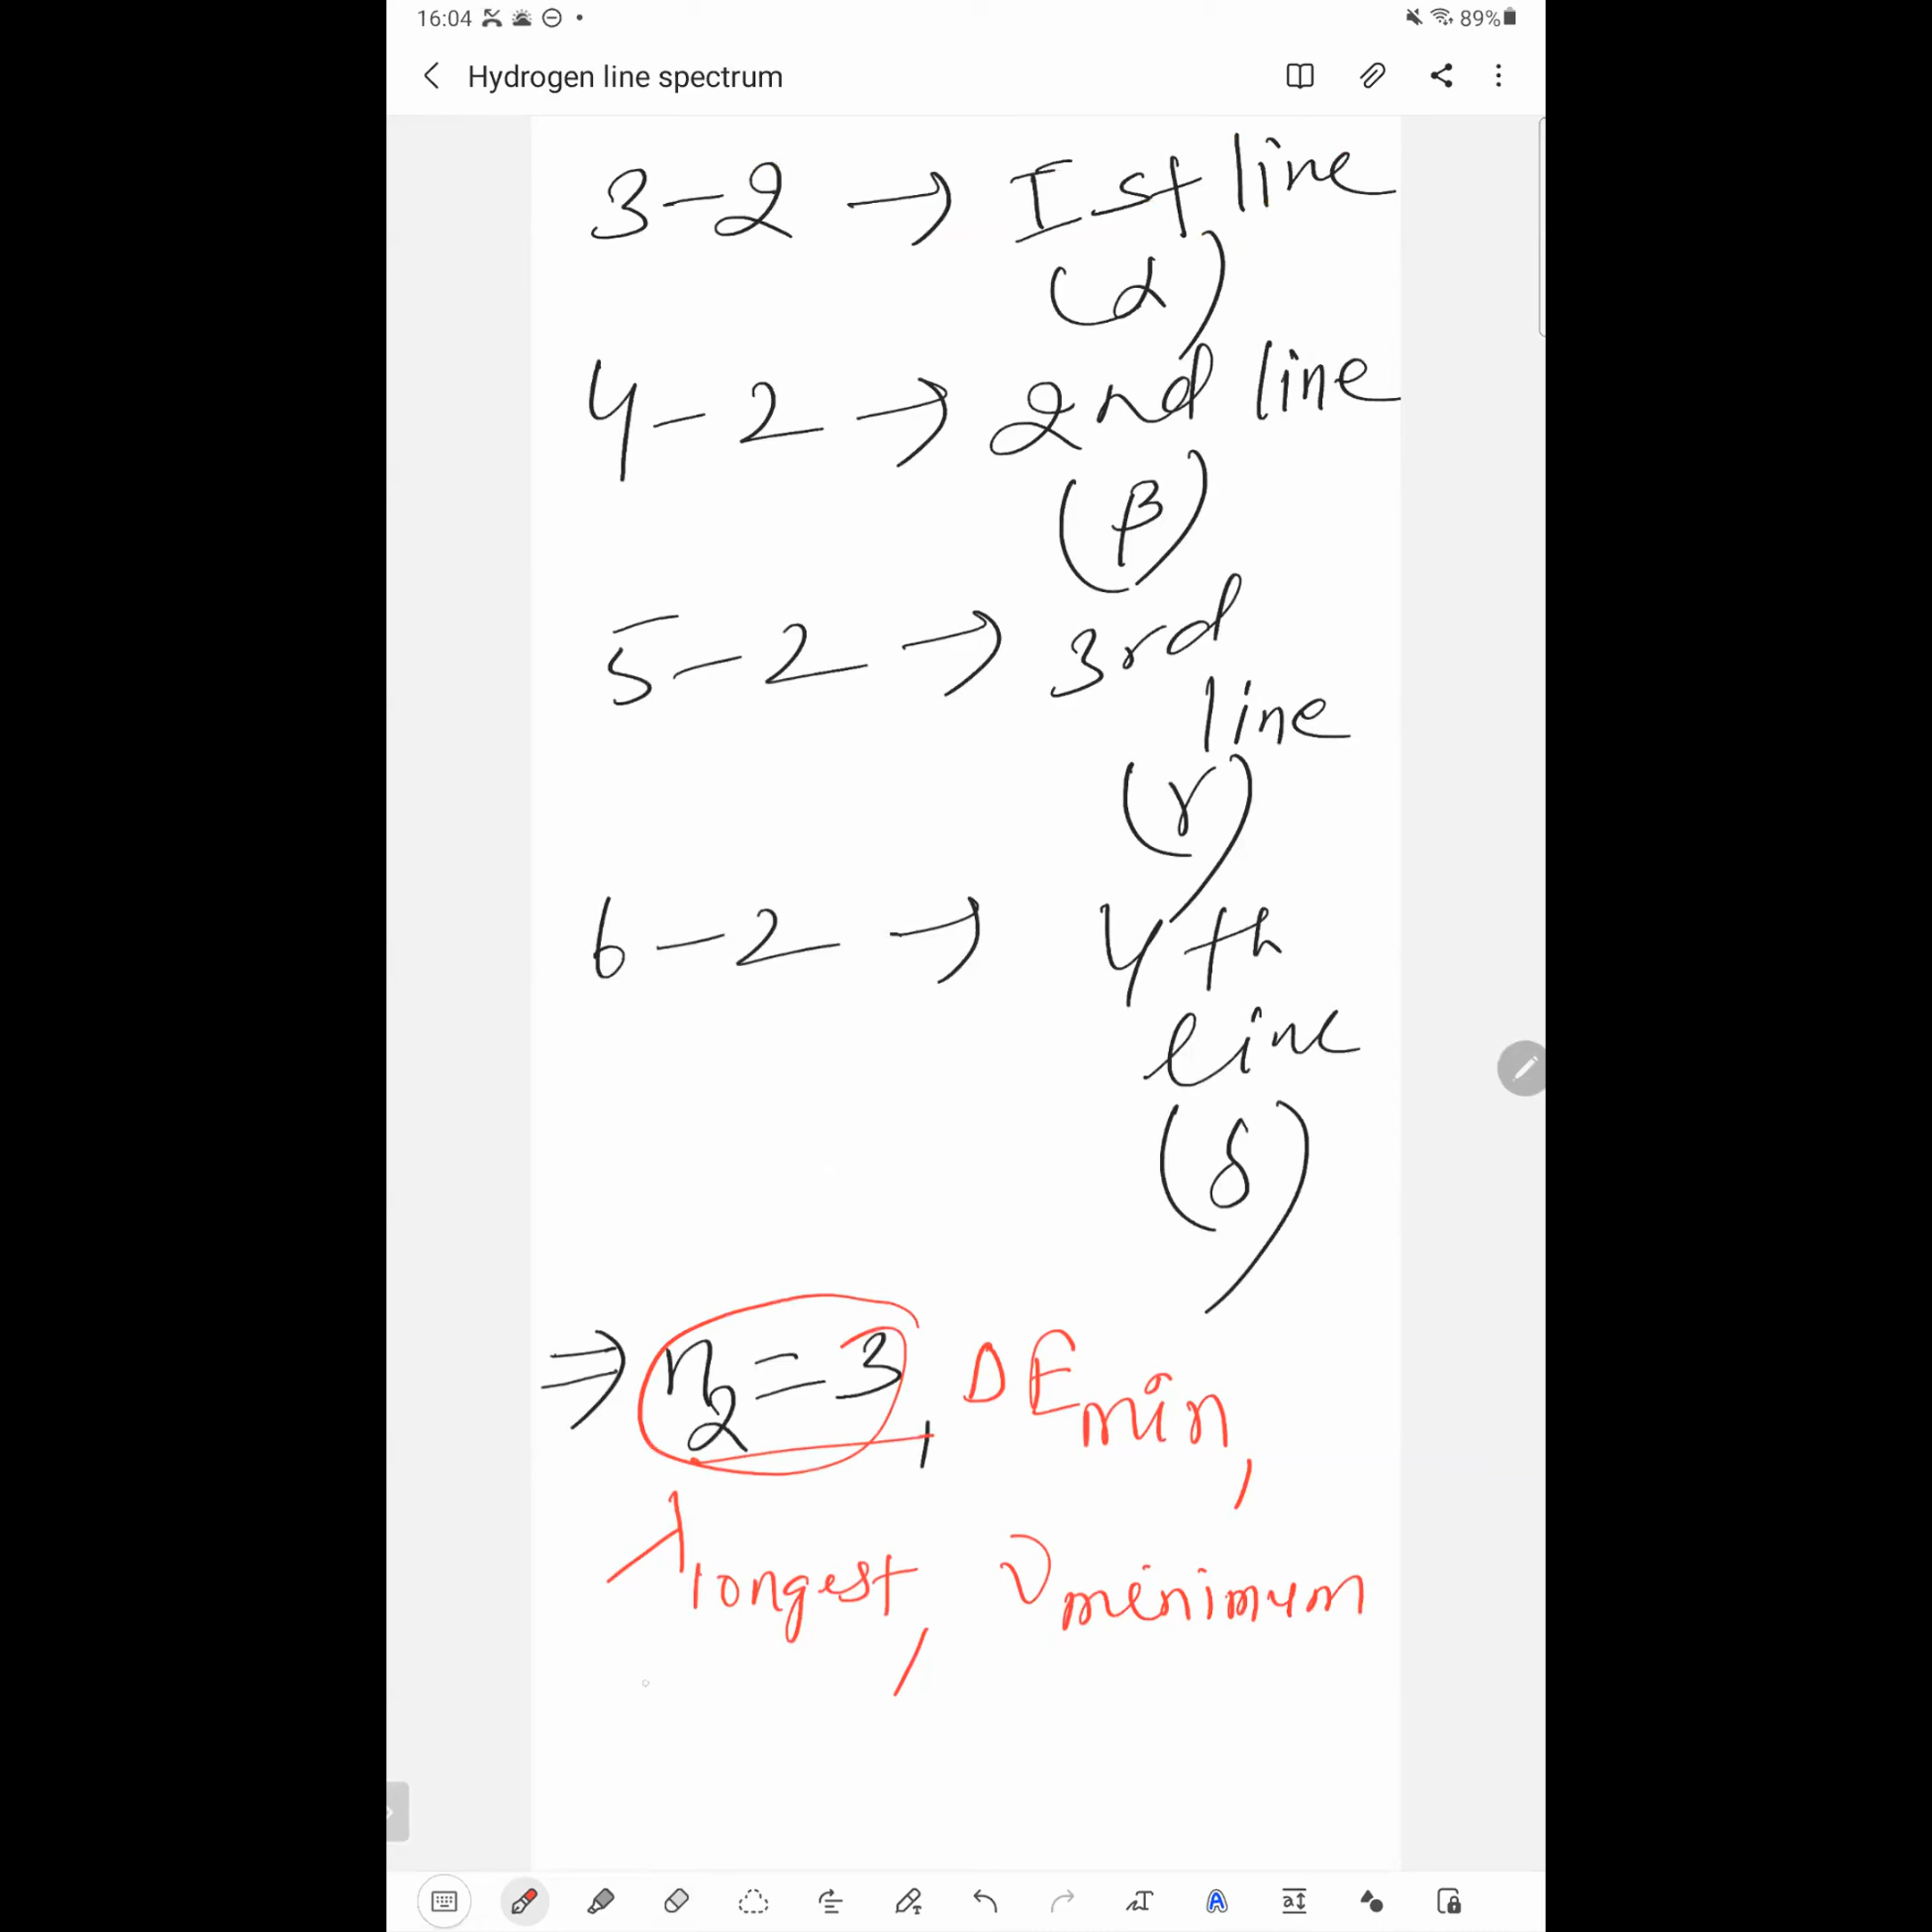 16:04 89%
Hydrogen line spectrum
3-2 → Ist line
(α)
4-2 → 2nd line
(β)
5-2 → 3rd
line
(γ)
6-2 → 4th
line
(δ)
⇒ n₂=3, ΔEmin,
λlongest, νminimum